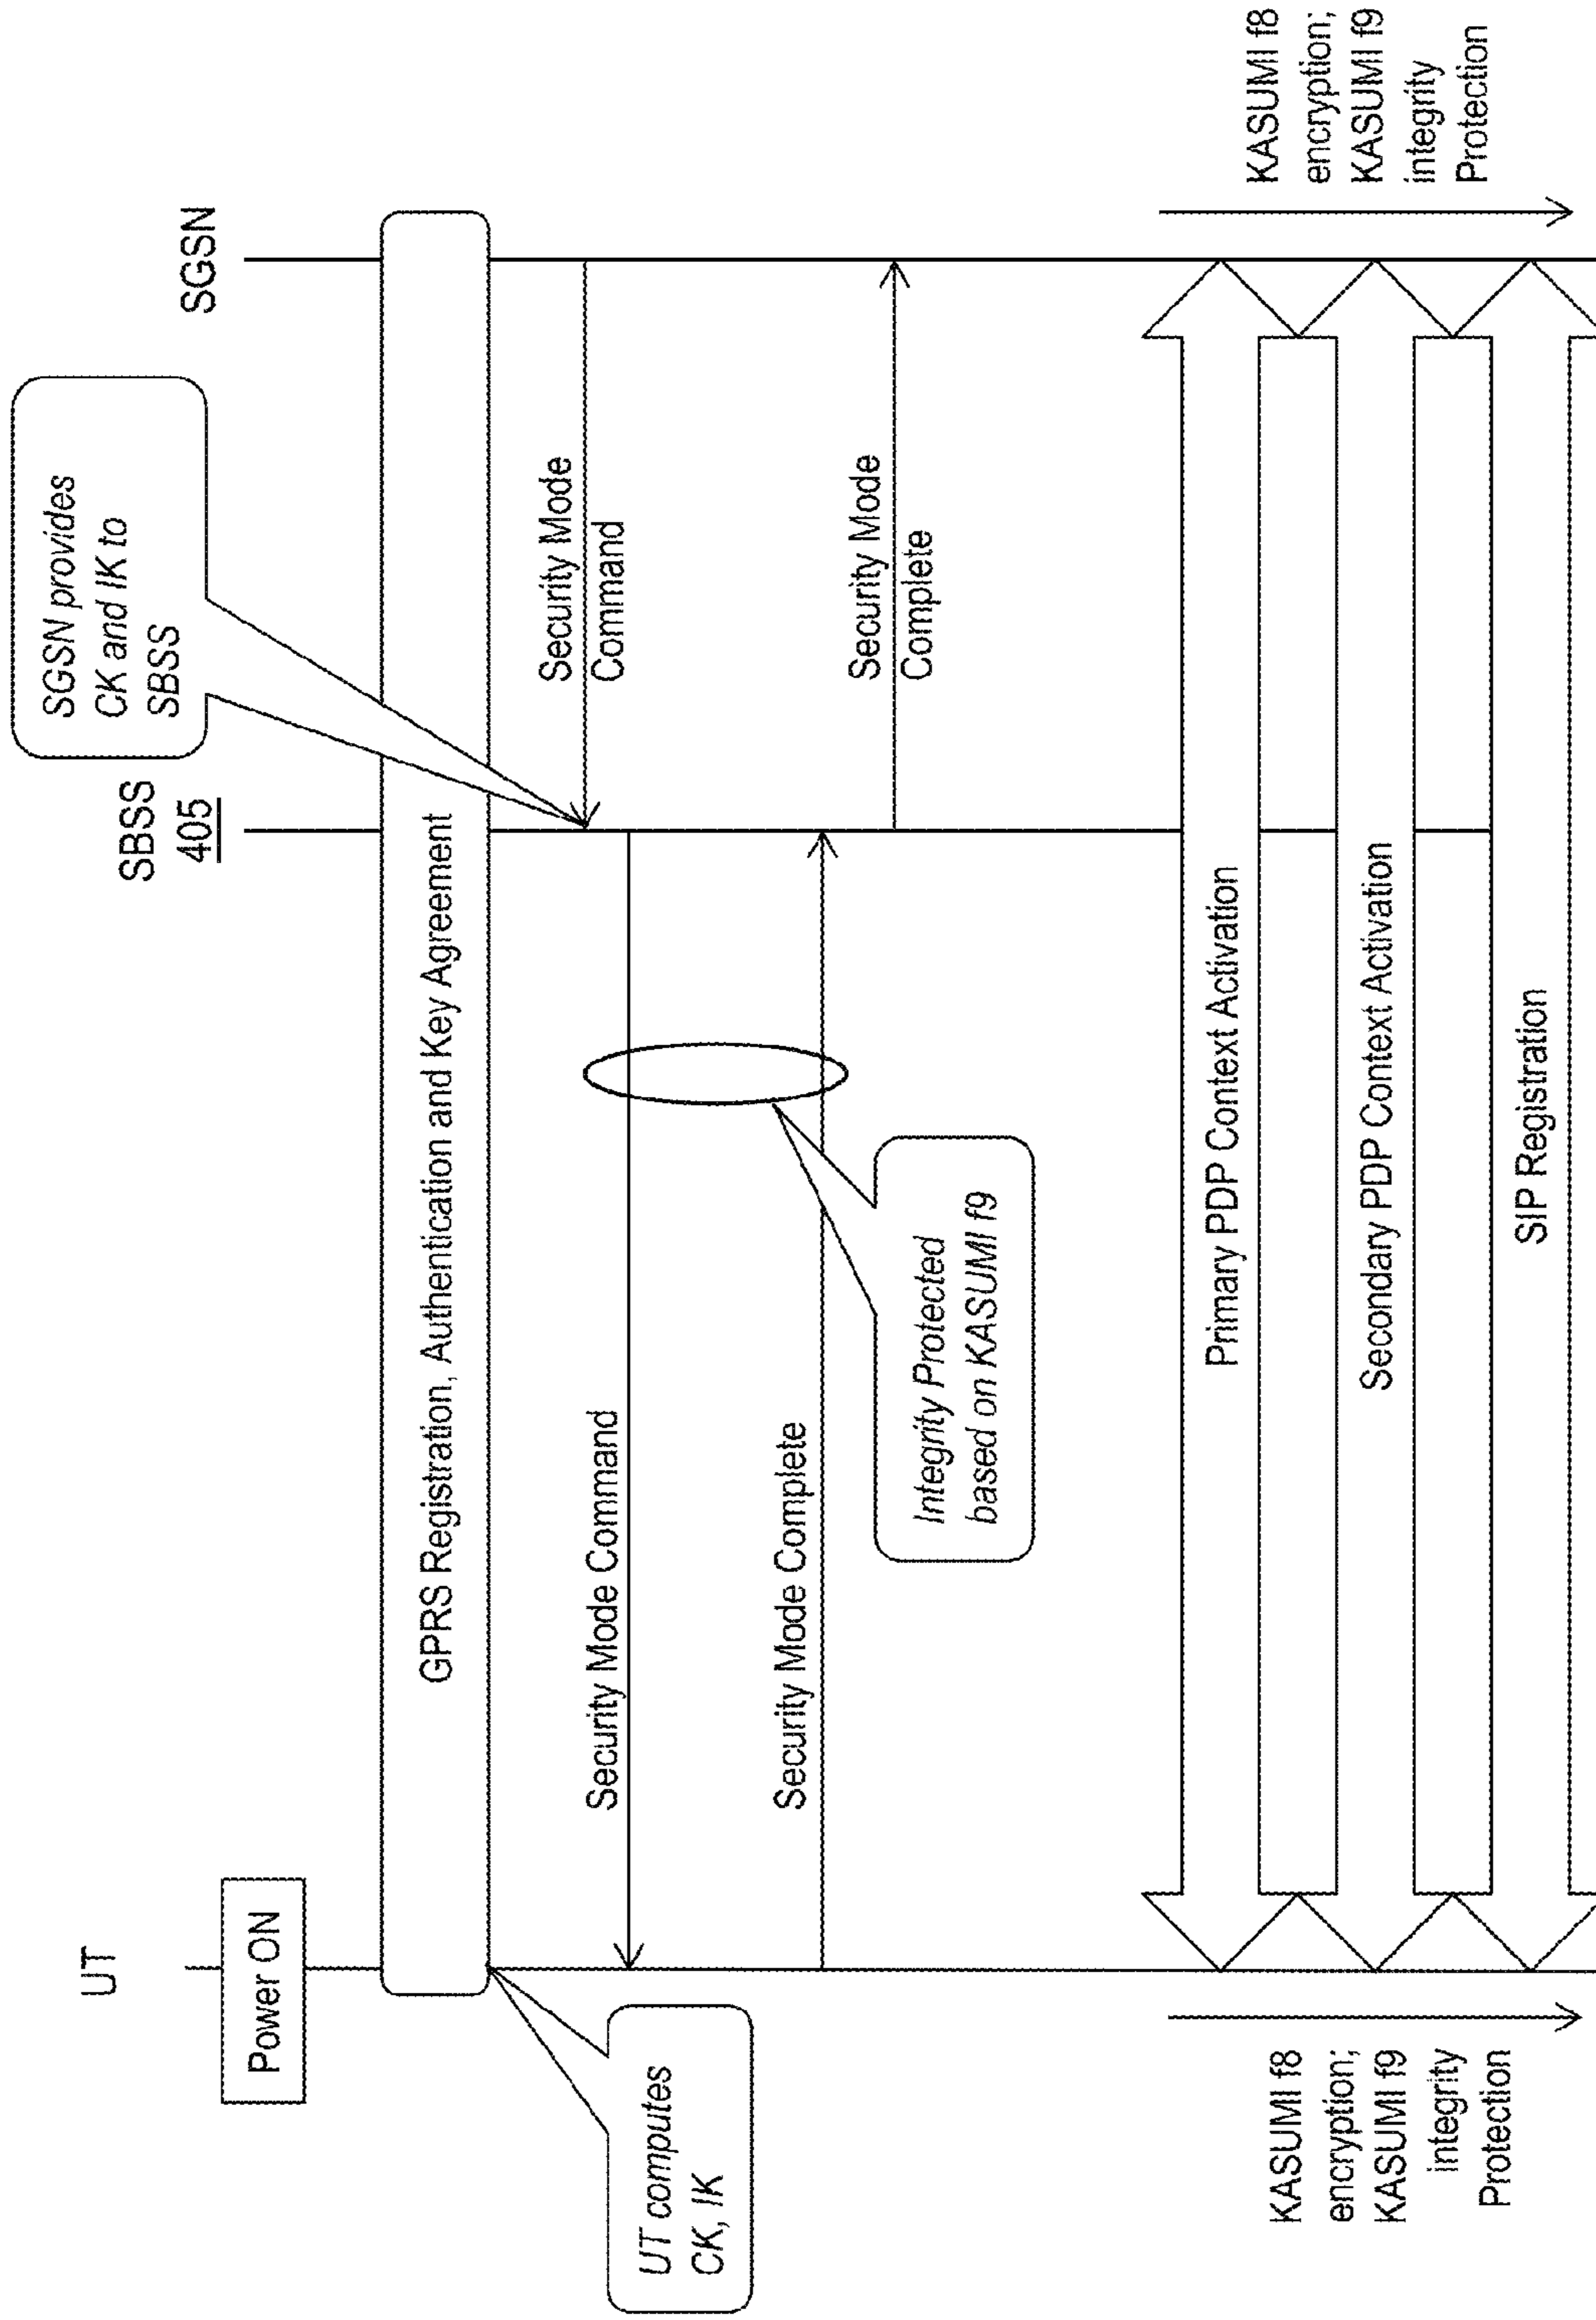 UT
SBSS
405
SGSN
Power ON
SGSN provides
CK and IK to
SBSS
GPRS Registration, Authentication and Key Agreement
UT computes
CK, IK
Security Mode
Command
Security Mode Command
Security Mode Complete
Security Mode
Complete
Integrity Protected
based on KASUMI f9
Primary PDP Context Activation
Secondary PDP Context Activation
SIP Registration
KASUMI f8
encryption;
KASUMI f9
integrity
Protection
KASUMI f8
encryption;
KASUMI f9
integrity
Protection